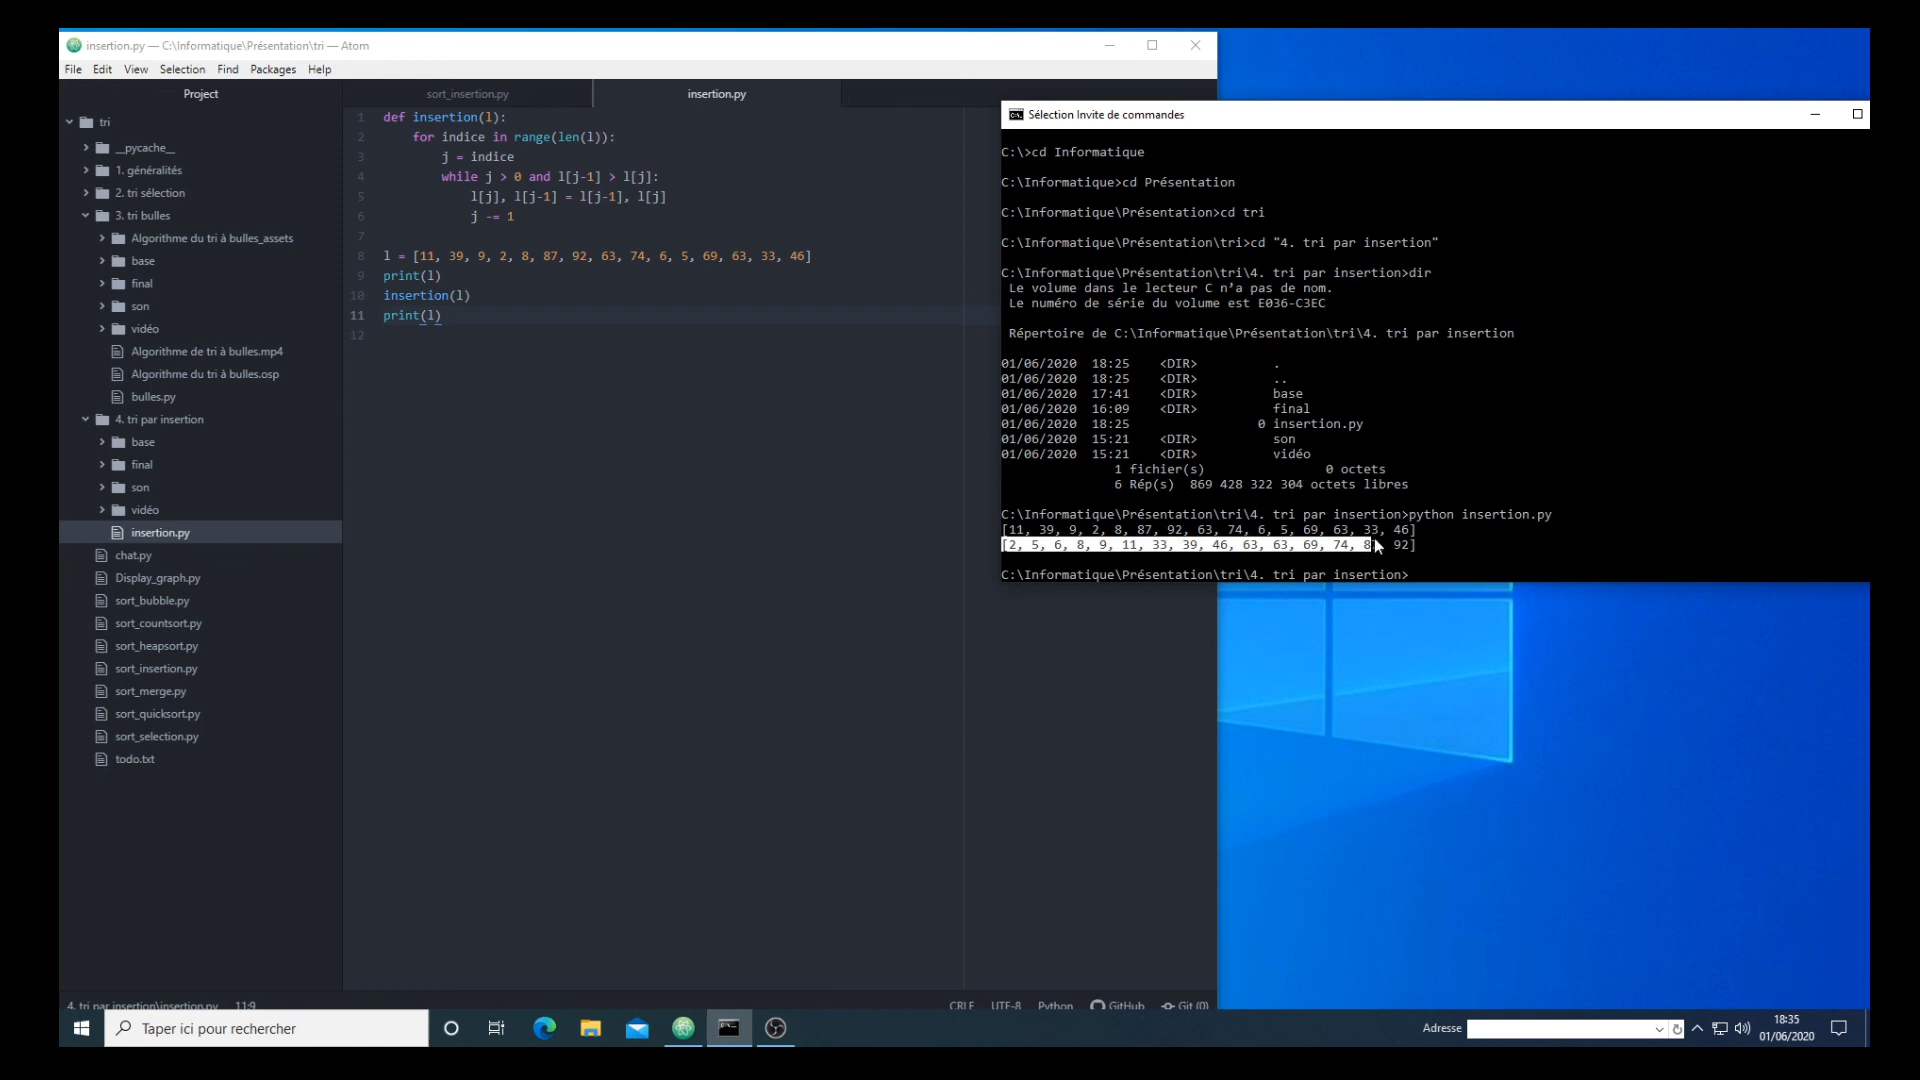 insertion.py — C:\Informatique\Présentation\tri — Atom
File Edit View Selection Find Packages Help
Project
tri
__pycache__
1. généralités
2. tri sélection
3. tri bulles
Algorithme du tri à bulles_assets
base
final
son
vidéo
Algorithme de tri à bulles.mp4
Algorithme du tri à bulles.osp
bulles.py
4. tri par insertion
base
final
son
vidéo
insertion.py
chat.py
Display_graph.py
sort_bubble.py
sort_countsort.py
sort_heapsort.py
sort_insertion.py
sort_merge.py
sort_quicksort.py
sort_selection.py
todo.txt
sort_insertion.py insertion.py
1 def insertion(l):
2 for indice in range(len(l)):
3 j = indice
4 while j > 0 and l[j-1] > l[j]:
5 l[j], l[j-1] = l[j-1], l[j]
6 j -= 1
7
8 l = [11, 39, 9, 2, 8, 87, 92, 63, 74, 6, 5, 69, 63, 33, 46]
9 print(l)
10 insertion(l)
11 print(l)
12
4. tri par insertion\insertion.py 11:9 CRLF UTF-8 Python GitHub Git (0)
Sélection Invite de commandes
C:\>cd Informatique
C:\Informatique>cd Présentation
C:\Informatique\Présentation>cd tri
C:\Informatique\Présentation\tri>cd "4. tri par insertion"
C:\Informatique\Présentation\tri\4. tri par insertion>dir
Le volume dans le lecteur C n'a pas de nom.
Le numéro de série du volume est E036-C3EC
Répertoire de C:\Informatique\Présentation\tri\4. tri par insertion
01/06/2020 18:25 <DIR> .
01/06/2020 18:25 <DIR> ..
01/06/2020 17:41 <DIR> base
01/06/2020 16:09 <DIR> final
01/06/2020 18:25 0 insertion.py
01/06/2020 15:21 <DIR> son
01/06/2020 15:21 <DIR> vidéo
1 fichier(s) 0 octets
6 Rép(s) 869 428 322 304 octets libres
C:\Informatique\Présentation\tri\4. tri par insertion>python insertion.py
[11, 39, 9, 2, 8, 87, 92, 63, 74, 6, 5, 69, 63, 33, 46]
[2, 5, 6, 8, 9, 11, 33, 39, 46, 63, 63, 69, 74, 8 92]
C:\Informatique\Présentation\tri\4. tri par insertion>
Taper ici pour rechercher
Adresse
18:35
01/06/2020